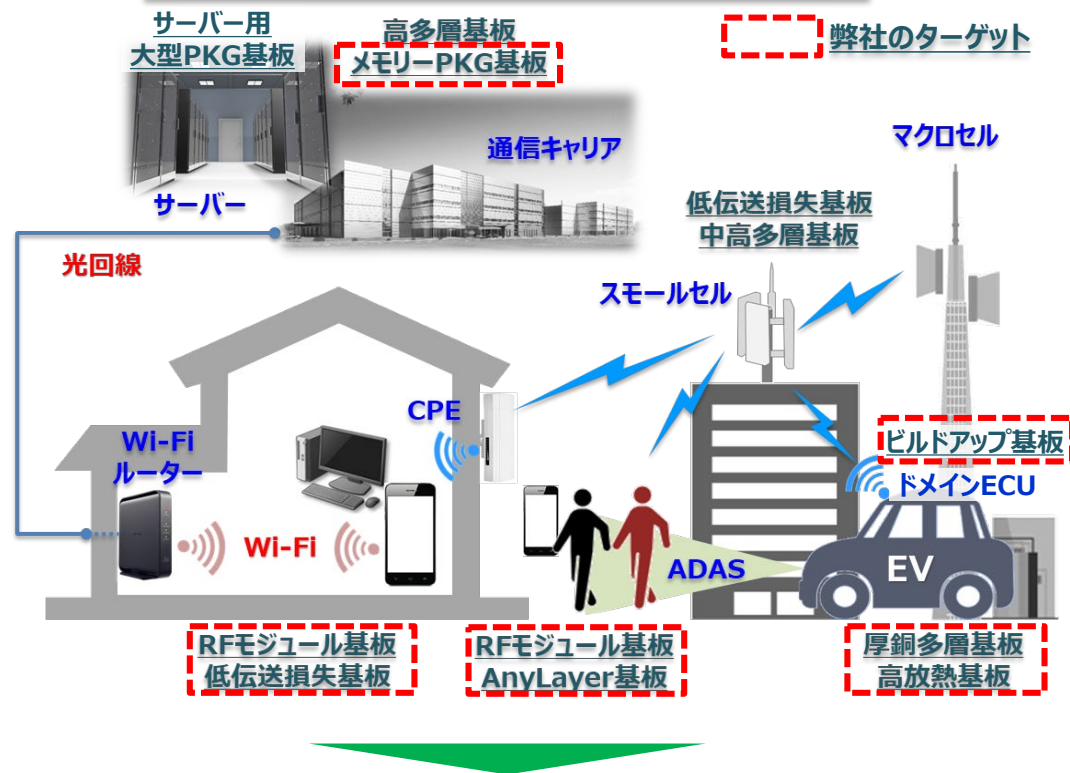 サーバー用
大型PKG基板
高多層基板
メモリーPKG基板
弊社のターゲット
通信キャリア
マクロセル
サーバー
低伝送損失基板
中高多層基板
光回線
スモールセル
CPE
Wi-Fi
ルーター
ビルドアップ基板
ドメインECU
Wi-Fi
ADAS
EV
RFモジュール基板
低伝送損失基板
RFモジュール基板
AnyLayer基板
厚銅多層基板
高放熱基板